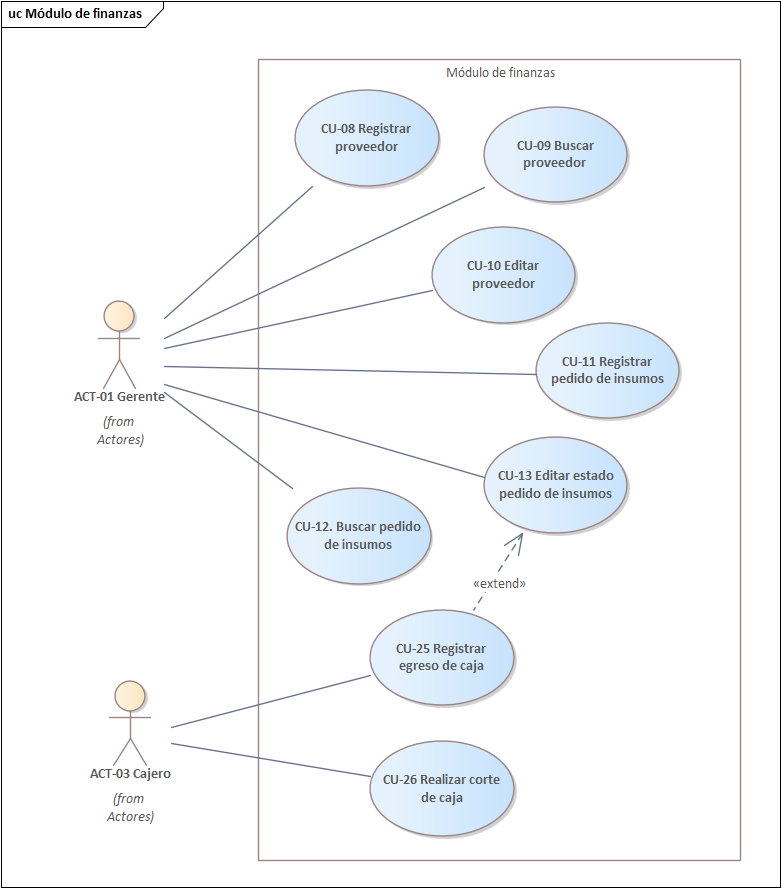 uc Módulo de finanzas
Módulo de finanzas
CU-08 Registrar
proveedor
CU-09 Buscar
proveedor
CU-10 Editar
proveedor
CU-11 Registrar
pedido de insumos
ACT-01 Gerente
(from
Actores)
CU-13 Editar estado
pedido de insumos
CU-12. Buscar pedido
de insumos
«extend»
CU-25 Registrar
egreso de caja
ACT-03 Cajero
(from
Actores)
CU-26 Realizar corte
de caja